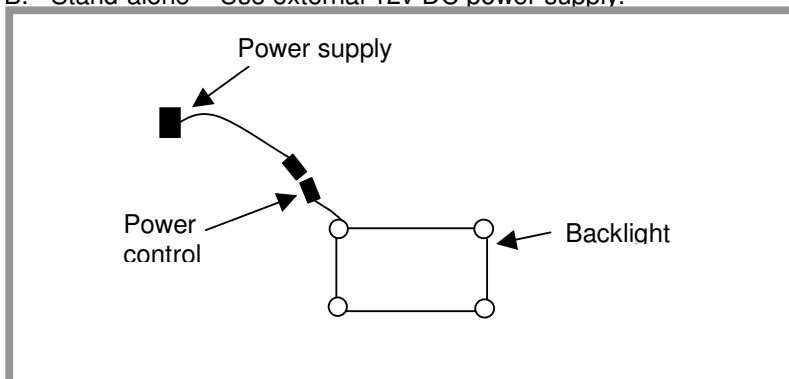 B. Stand-alone – Use external 12v DC power supply.
Power supply
Power
control
Backlight